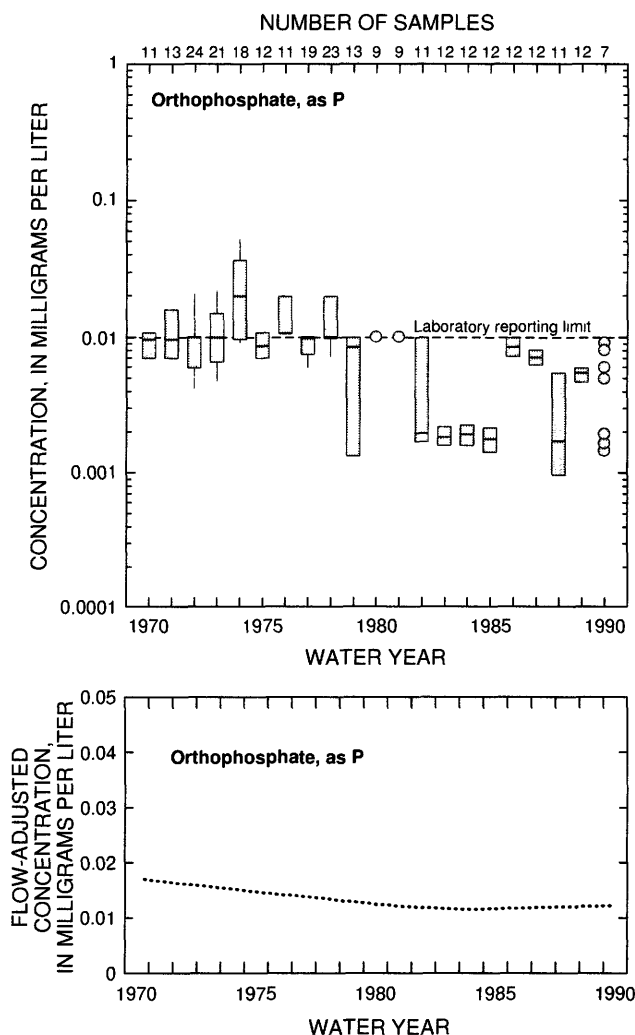 NUMBER OF SAMPLES
11 13 24 21 18 12 11 19 23 13 9 9 11 12 12 12 12 12 11 12 7
1
Orthophosphate, as P
0.1
Laboratory reporting limit
0.01
0.001
0.0001
CONCENTRATION, IN MILLIGRAMS PER LITER
1970 1975 1980 1985 1990
WATER YEAR
0.05
0.04
Orthophosphate, as P
0.03
0.02
0.01
0
FLOW-ADJUSTED
CONCENTRATION,
IN MILLIGRAMS PER LITER
1970 1975 1980 1985 1990
WATER YEAR